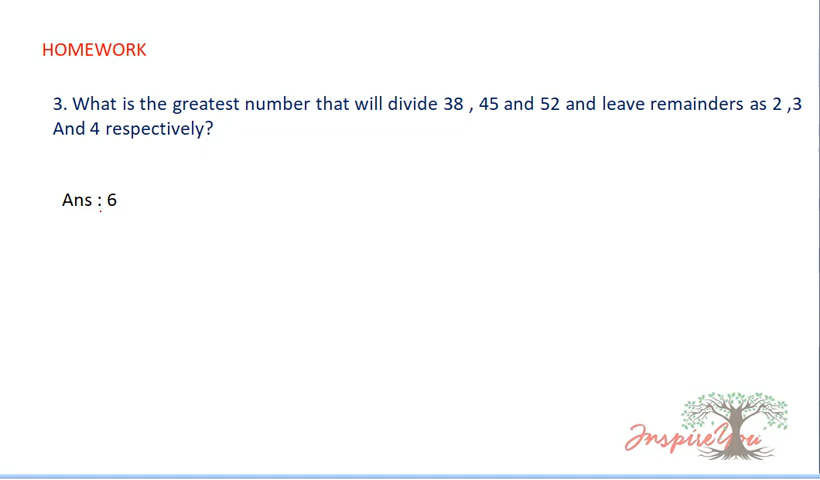 HOMEWORK
3. What is the greatest number that will divide 38 , 45 and 52 and leave remainders as 2 ,3
And 4 respectively?
Ans : 6
InspireYou